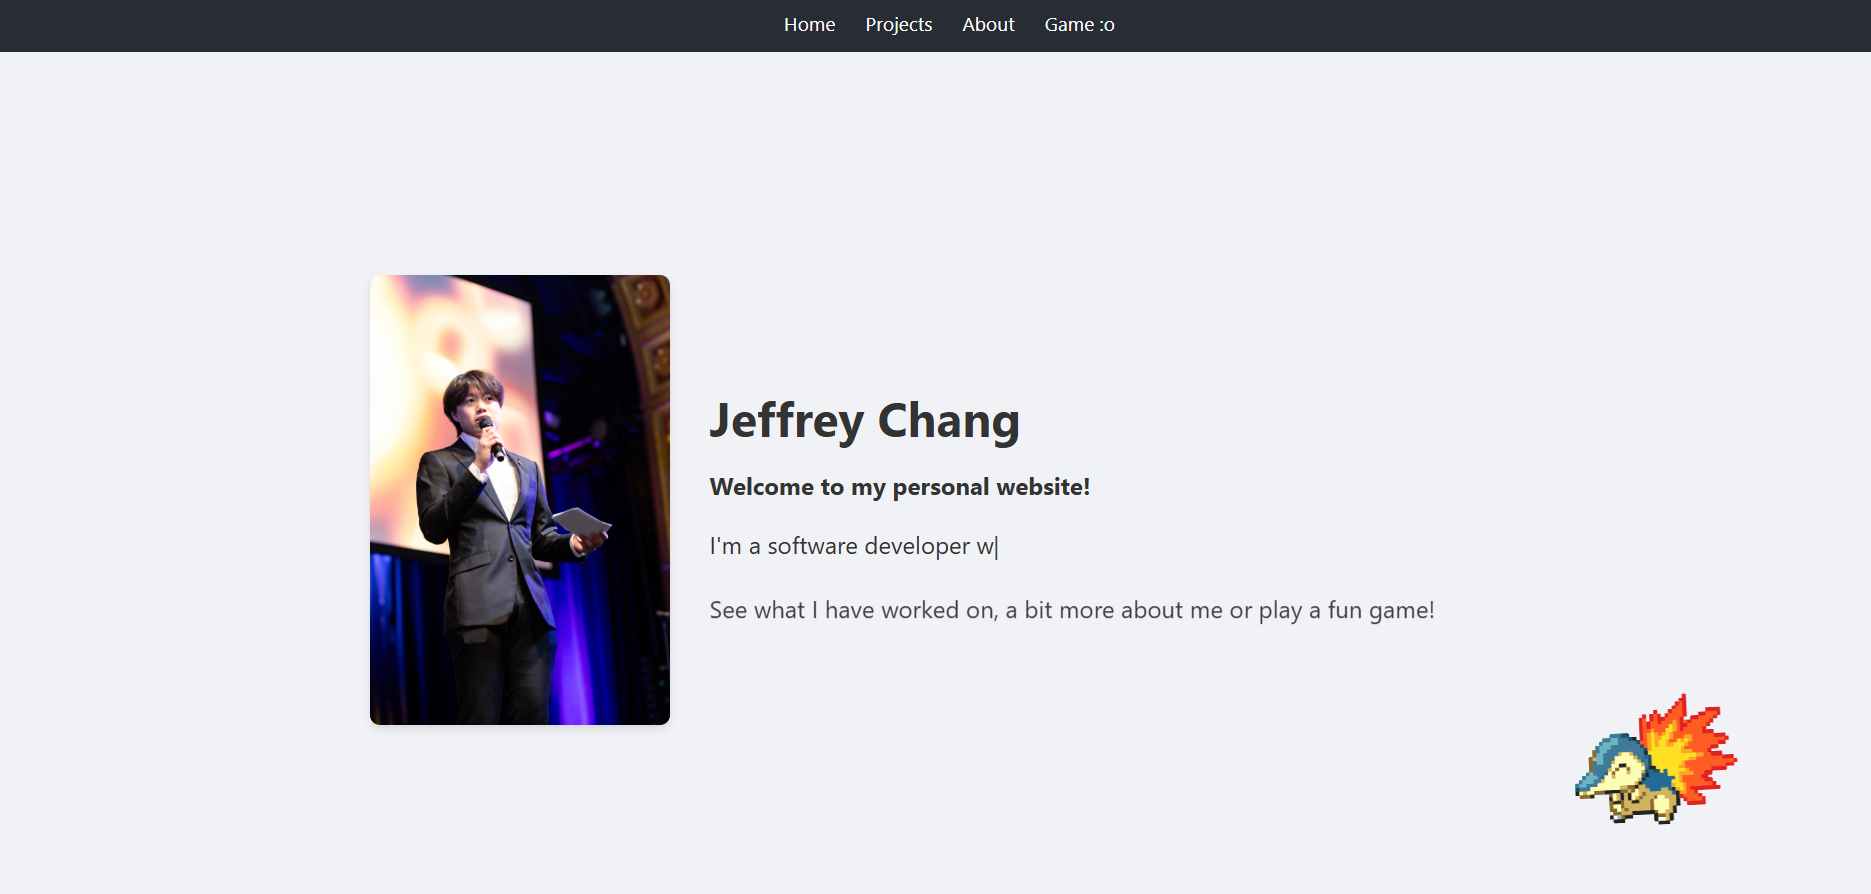 Home Projects About Game :o
Jeffrey Chang
Welcome to my personal website!
I'm a software developer w|
See what I have worked on, a bit more about me or play a fun game!